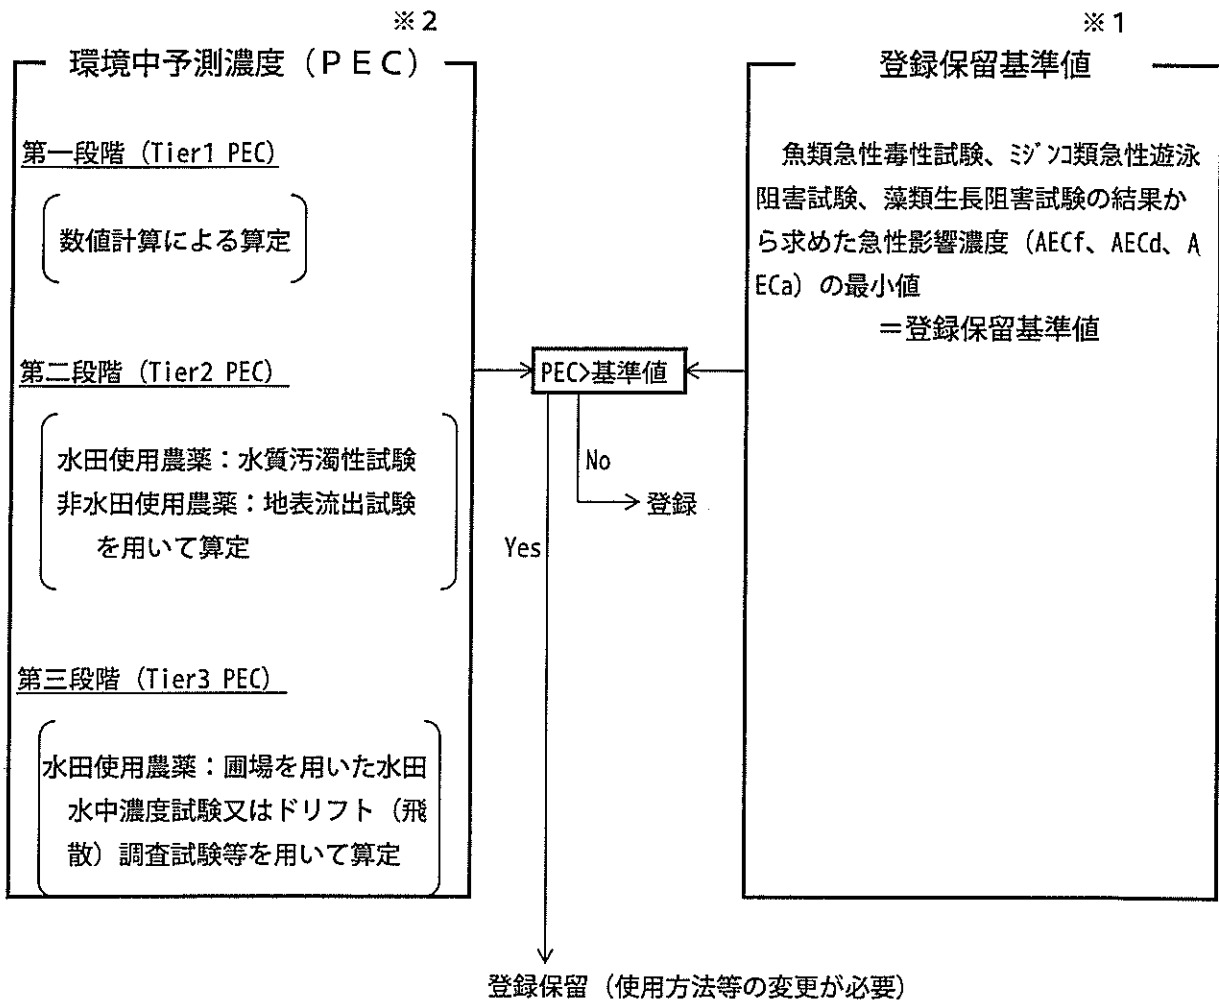 ※2
環境中予測濃度（PEC）
第一段階（Tier1 PEC）
数値計算による算定
第二段階（Tier2 PEC）
水田使用農薬：水質汚濁性試験
非水田使用農薬：地表流出試験
を用いて算定
第三段階（Tier3 PEC）
水田使用農薬：圃場を用いた水田
水中濃度試験又はドリフト（飛
散）調査試験等を用いて算定
PEC>基準値
No
登録
Yes
登録保留（使用方法等の変更が必要）
※1
登録保留基準値
魚類急性毒性試験、ﾐｼﾞﾝｺ類急性遊泳
阻害試験、藻類生長阻害試験の結果か
ら求めた急性影響濃度（AECf、AECd、A
ECa）の最小値
＝登録保留基準値